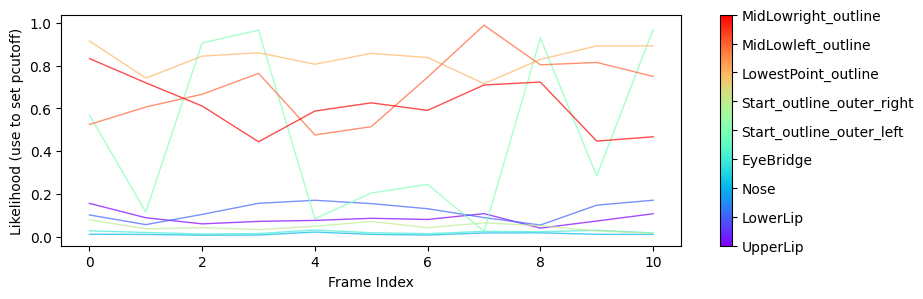 1.0
0.8
0.6
0.4
0.2
0.0
Likelihood (use to set pcutoff)
0 2 4 6 8 10
Frame Index
MidLowright_outline
MidLowleft_outline
LowestPoint_outline
Start_outline_outer_right
Start_outline_outer_left
EyeBridge
Nose
LowerLip
UpperLip